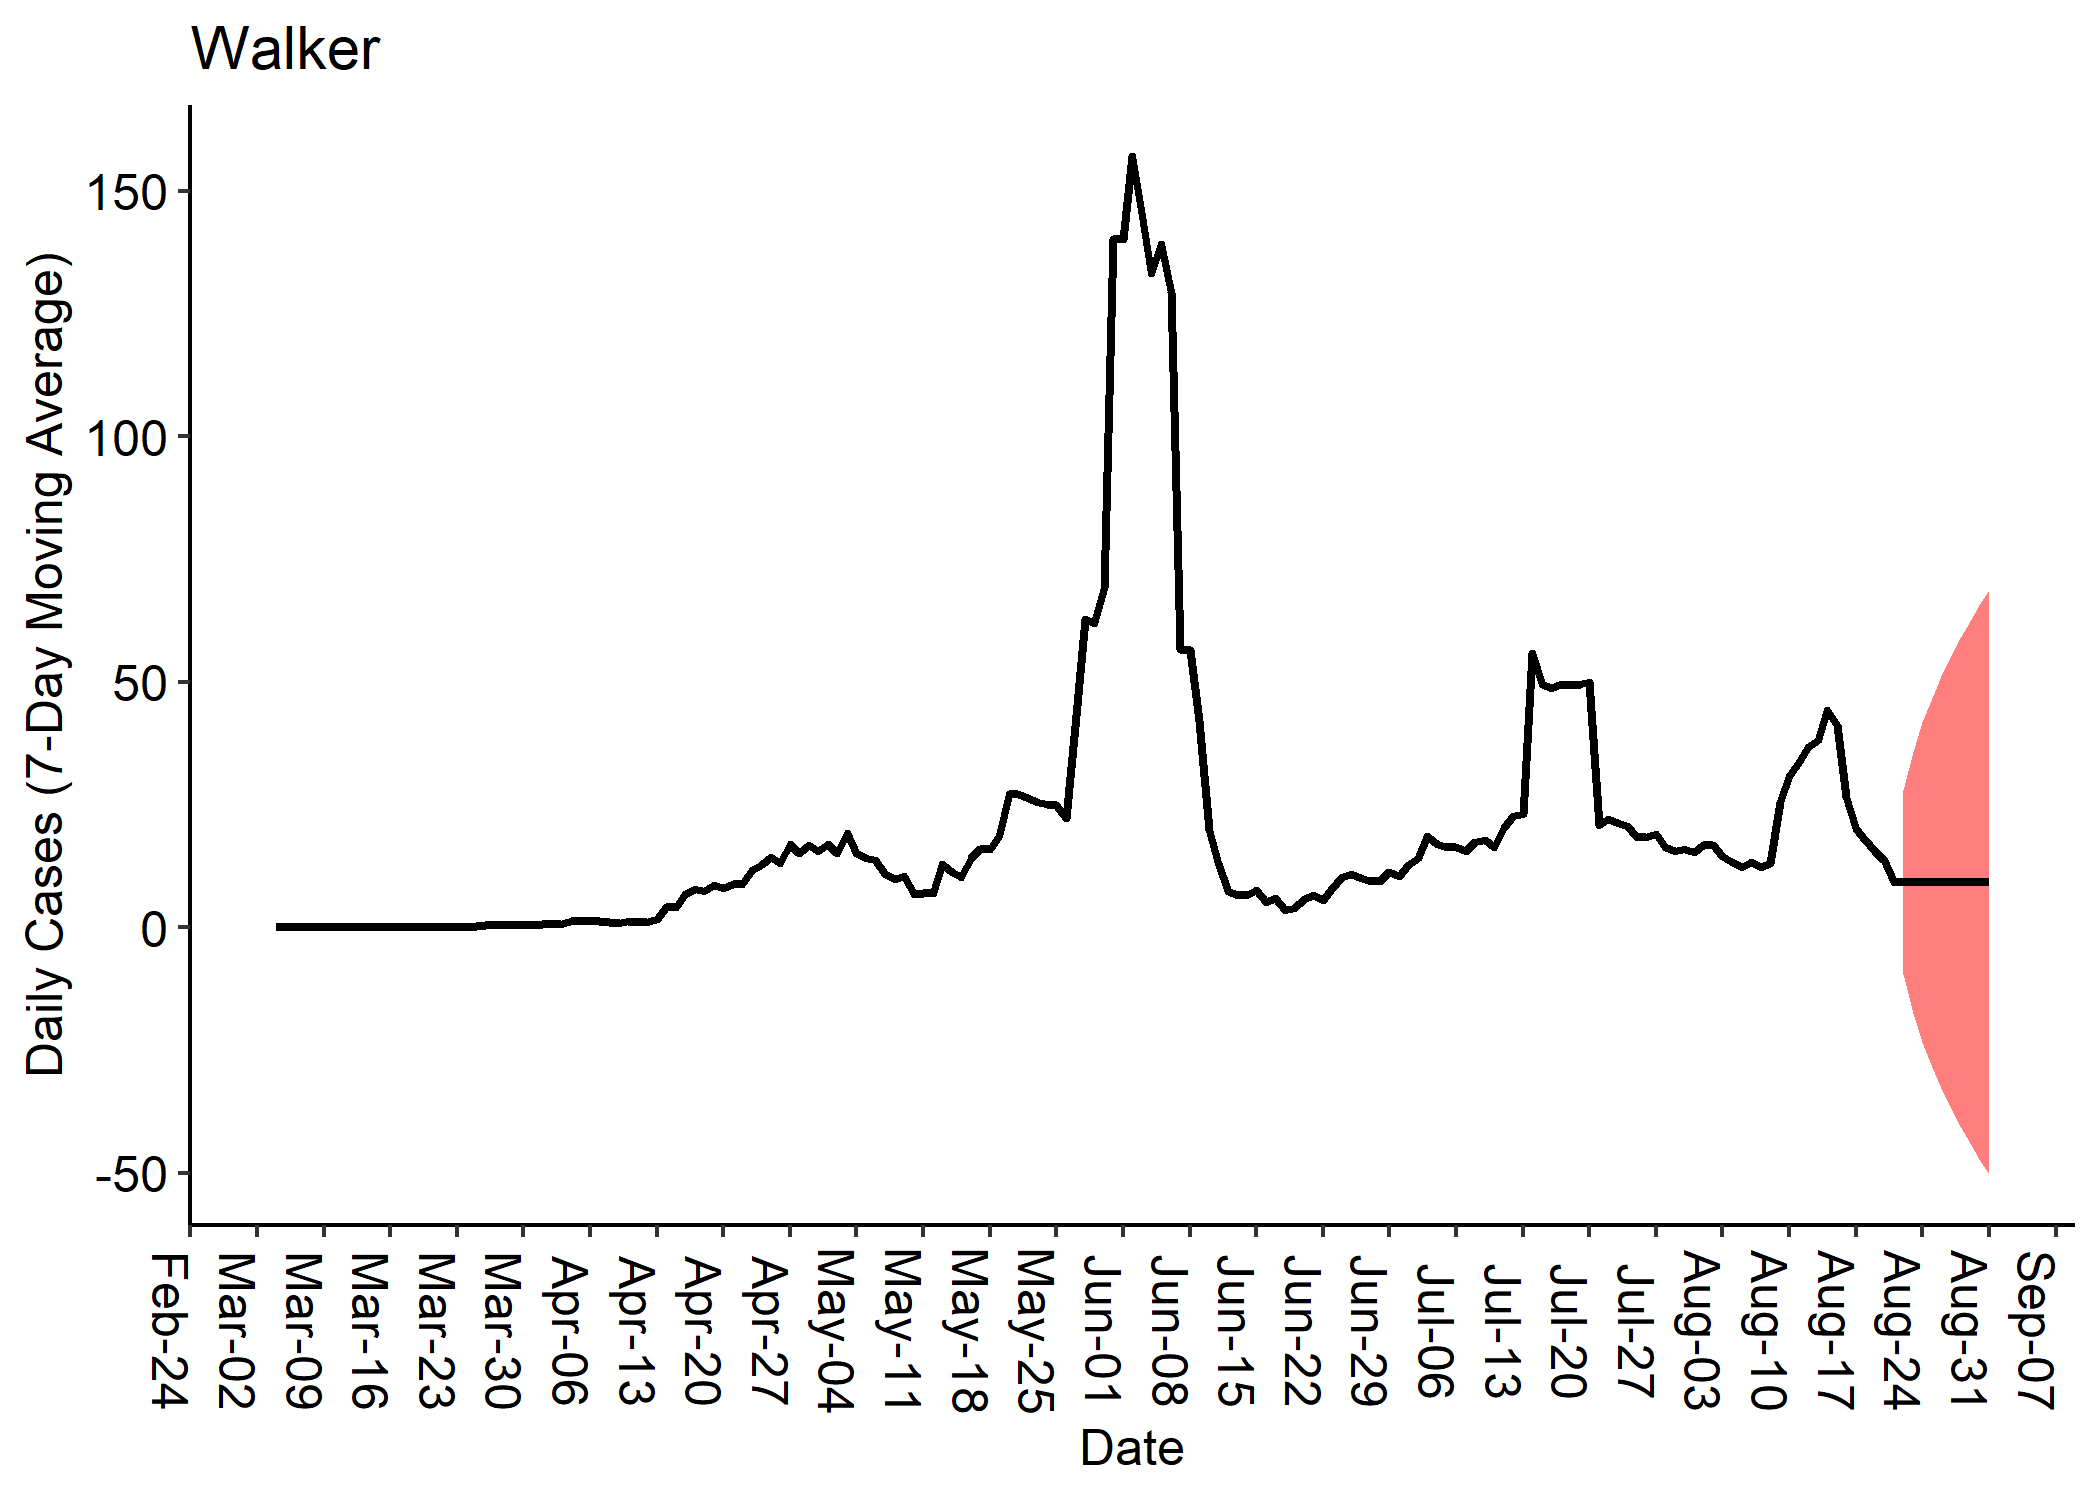 Walker
Daily Cases (7-Day Moving Average)
150
100
50
0
-50
Feb-24
Mar-02
Mar-09
Mar-16
Mar-23
Mar-30
Apr-06
Apr-13
Apr-20
Apr-27
May-04
May-11
May-18
May-25
Jun-01
Jun-08
Jun-15
Jun-22
Jun-29
Jul-06
Jul-13
Jul-20
Jul-27
Aug-03
Aug-10
Aug-17
Aug-24
Aug-31
Sep-07
Date